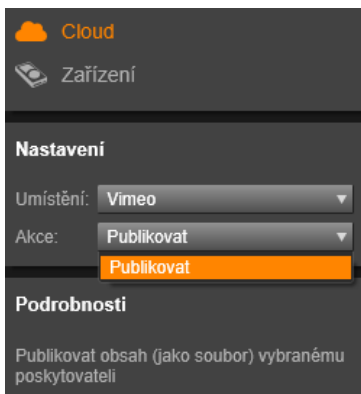 Cloud
Zařízení
Nastavení
Umístění: Vimeo
Akce: Publikovat
Publikovat
Podrobnosti
Publikovat obsah (jako soubor) vybranému
poskytovateli